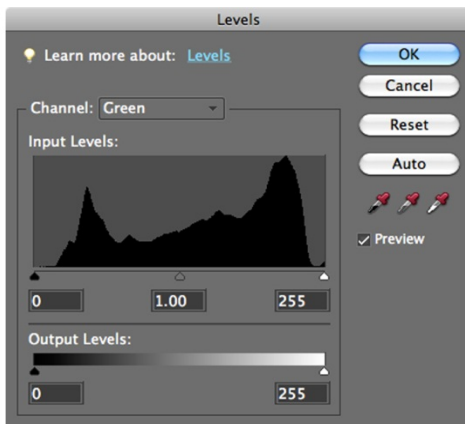 Levels
Learn more about: Levels
OK
Cancel
Reset
Auto
Preview
Channel: Green
Input Levels:
0 1.00 255
Output Levels:
0 255